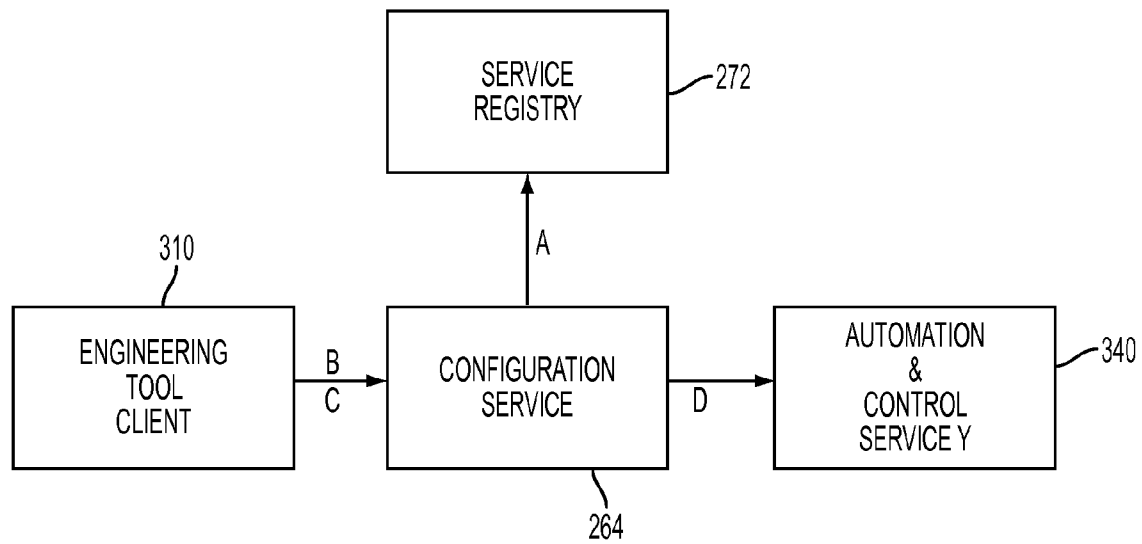 SERVICE
REGISTRY
272
A
310
ENGINEERING
TOOL
CLIENT
B
C
CONFIGURATION
SERVICE
264
D
AUTOMATION
&
CONTROL
SERVICE Y
340